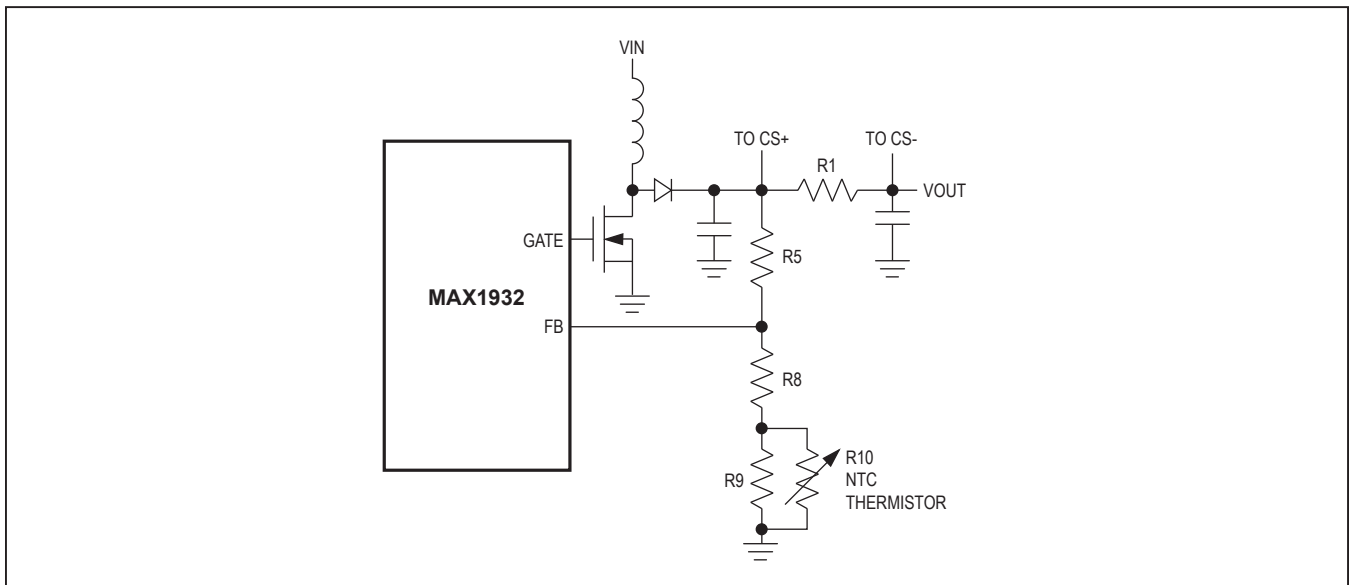 VIN
TO CS+
TO CS-
R1
VOUT
GATE
R5
MAX1932
FB
R8
R9
R10
NTC
THERMISTOR